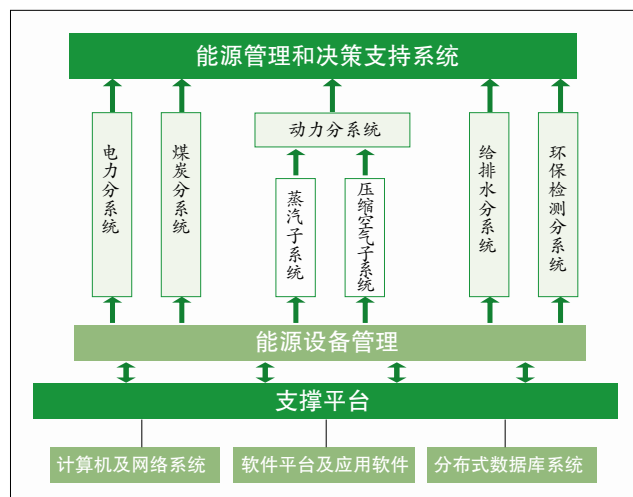 能源管理和决策支持系统
电力分系统
煤炭分系统
动力分系统
蒸汽子系统
压缩空气子系统
给排水分系统
环保检测分系统
能源设备管理
支撑平台
计算机及网络系统
软件平台及应用软件
分布式数据库系统